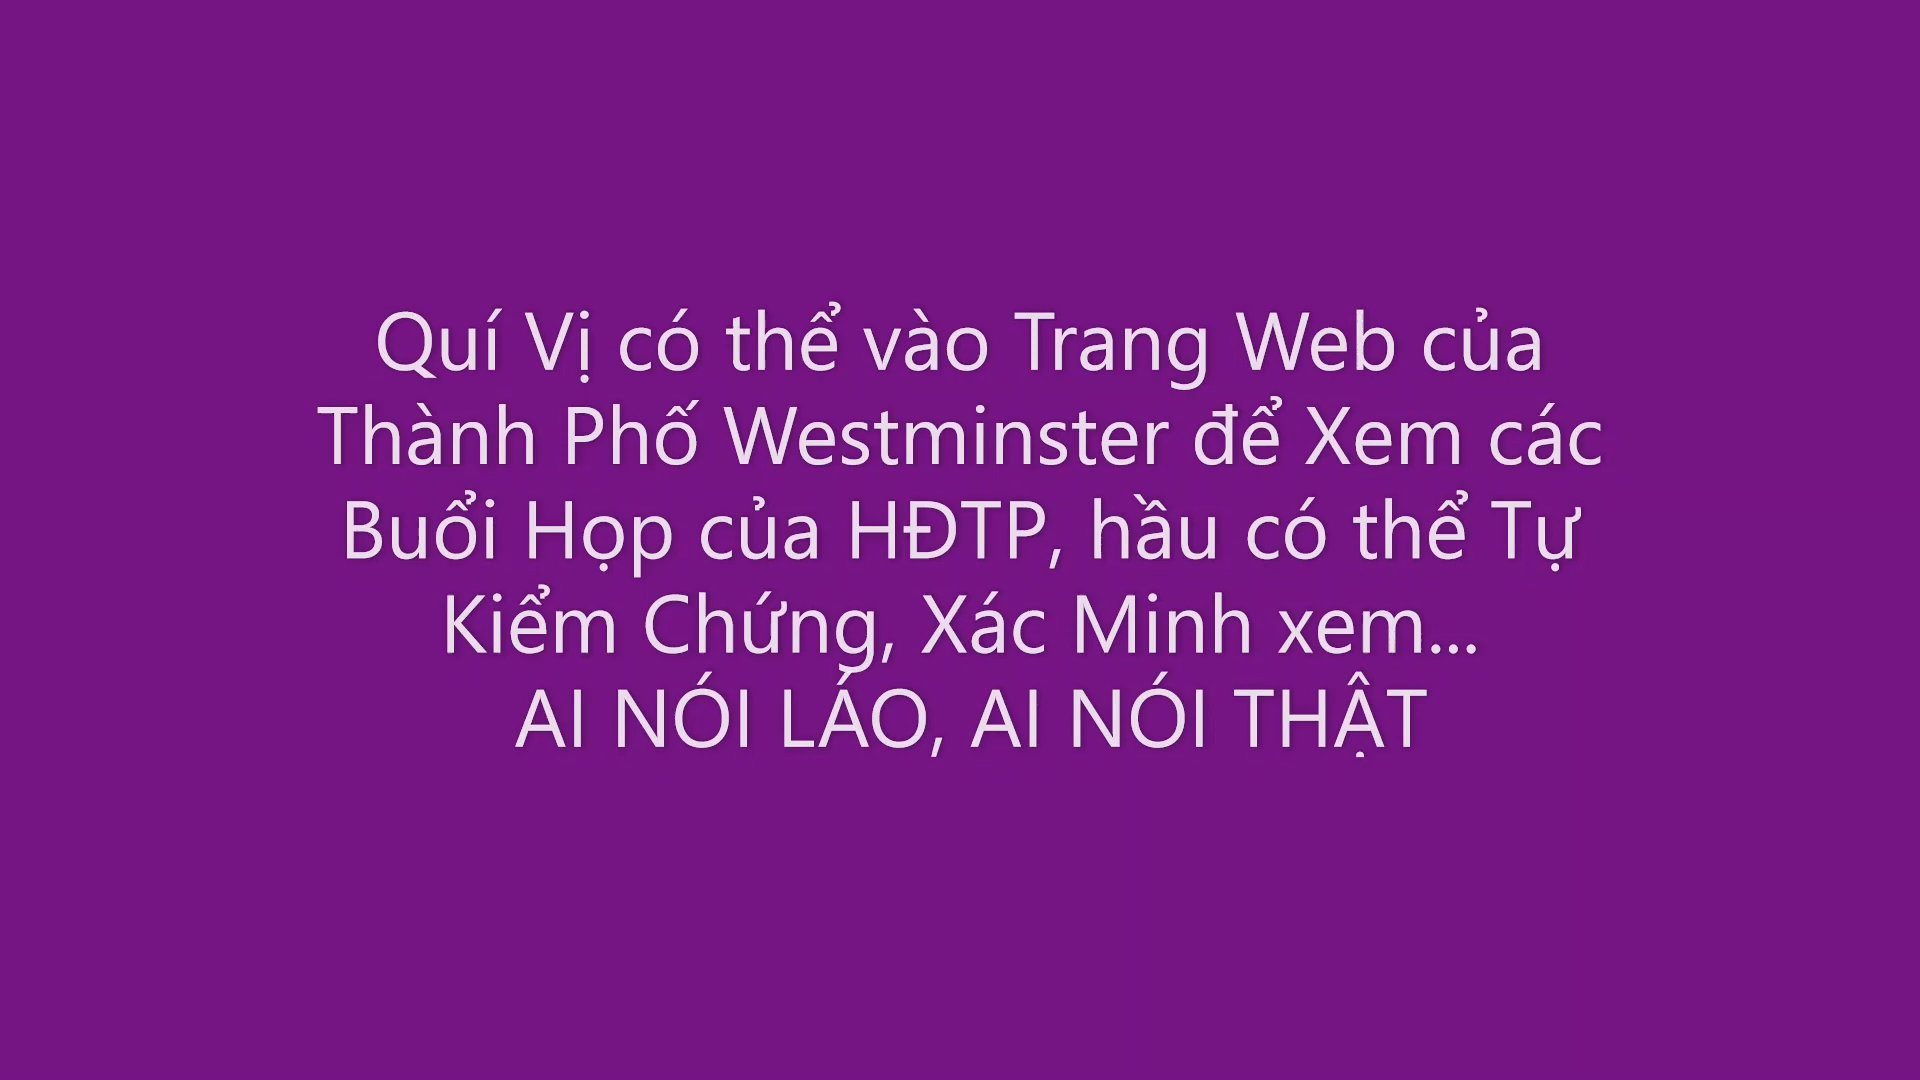 Quí Vị có thể vào Trang Web của
Thành Phố Westminster để Xem các
Buổi Họp của HĐTP, hầu có thể Tự
Kiểm Chứng, Xác Minh xem...
AI NÓI LÁO, AI NÓI THẬT